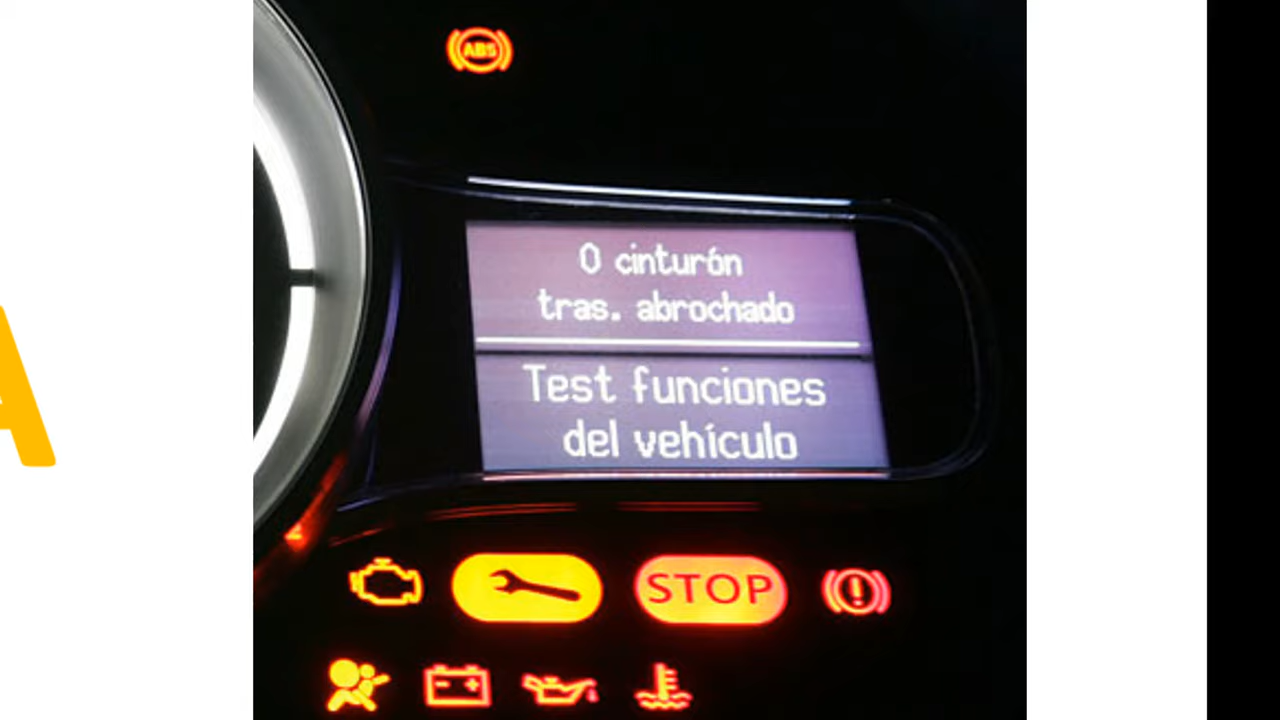 ABS
0 cinturón
tras. abrochado
Test funciones
del vehículo
STOP
A